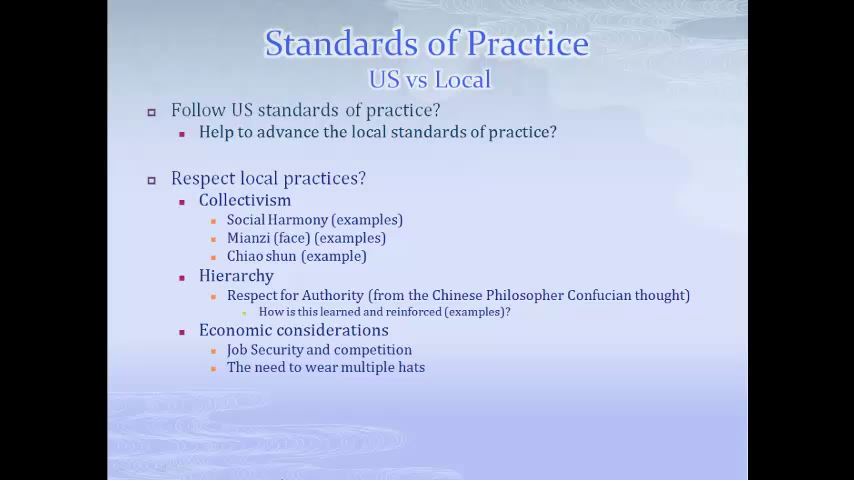 Standards of Practice
US vs Local
Follow US standards of practice?
Help to advance the local standards of practice?
Respect local practices?
Collectivism
Social Harmony (examples)
Mianzi (face) (examples)
Chiao shun (example)
Hierarchy
Respect for Authority (from the Chinese Philosopher Confucian thought)
How is this learned and reinforced (examples)?
Economic considerations
Job Security and competition
The need to wear multiple hats